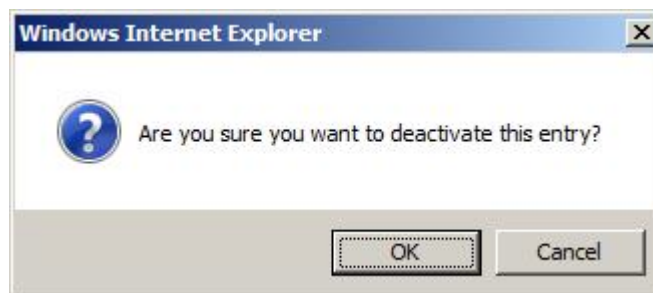 Windows Internet Explorer
Are you sure you want to deactivate this entry?
OK
Cancel